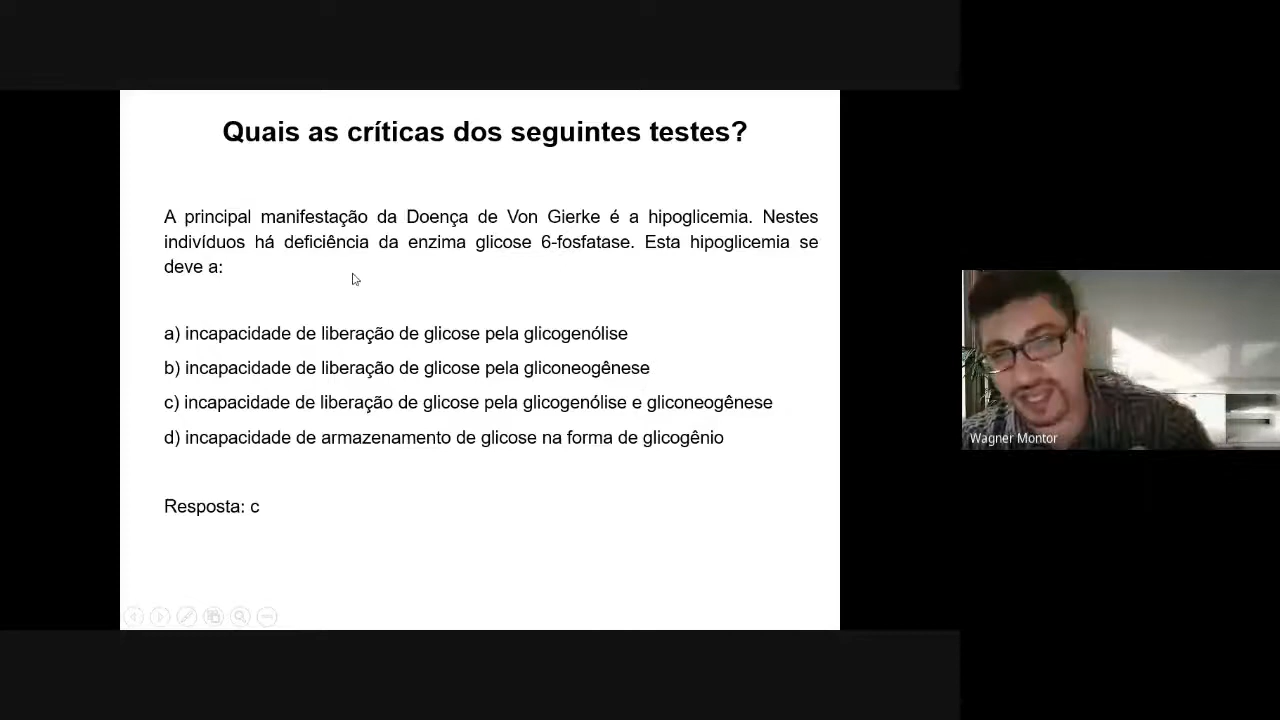 Quais as críticas dos seguintes testes?
A principal manifestação da Doença de Von Gierke é a hipoglicemia. Nestes
indivíduos há deficiência da enzima glicose 6-fosfatase. Esta hipoglicemia se
deve a:
a) incapacidade de liberação de glicose pela glicogenólise
b) incapacidade de liberação de glicose pela gliconeogênese
c) incapacidade de liberação de glicose pela glicogenólise e gliconeogênese
d) incapacidade de armazenamento de glicose na forma de glicogênio
Resposta: c
Wagner Montor